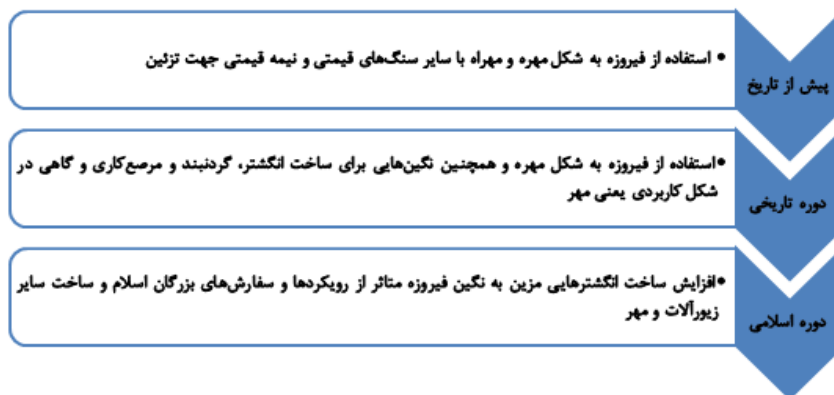 پیش از تاریخ
• استفاده از فیروزه به شکل مهره و مهراه با سایر سنگ‌های قیمتی و نیمه قیمتی جهت تزئین
دوره تاریخی
•استفاده از فیروزه به شکل مهره و همچنین نگین‌هایی برای ساخت انگشتر، گردنبند و مرصع‌کاری و گاهی در
شکل کاربردی یعنی مهر
دوره اسلامی
•افزایش ساخت انگشترهایی مزین به نگین فیروزه متاثر از رویکردها و سفارش‌های بزرگان اسلام و ساخت سایر
زیورآلات و مهر